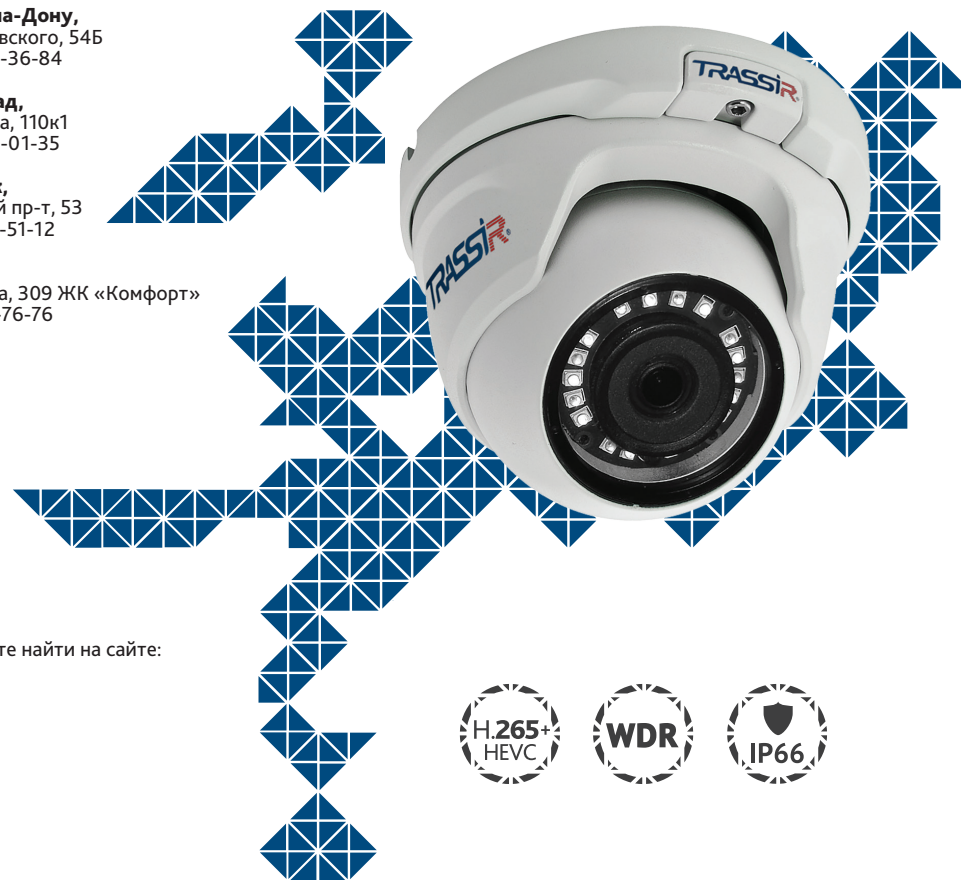 на-Дону,
вского, 54Б
-36-84
ад,
а, 110к1
-01-35
к,
й пр-т, 53
-51-12
а, 309 ЖК «Комфорт»
-76-76
те найти на сайте:
TRASSIR
TRASSIR
H.265+
HEVC
WDR
IP66